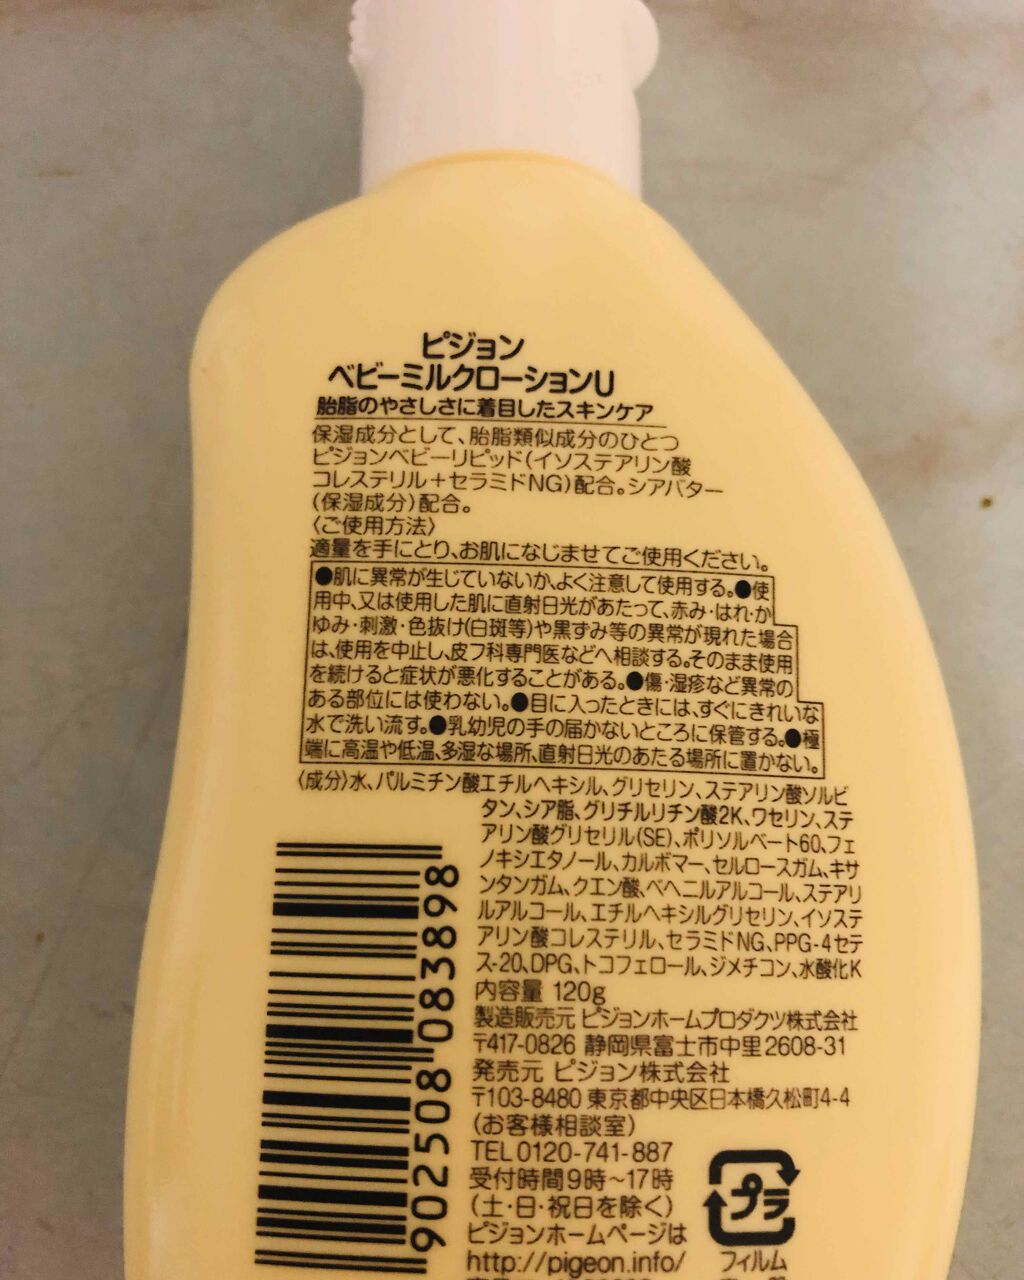 ピジョン
ベビーミルクローションU
胎脂のやさしさに着目したスキンケア
保湿成分として、胎脂類似成分のひとつ
ピジョンベビーリピッド(イソステアリン酸
コレステリル+セラミドNG)配合。シアバター
(保湿成分)配合。
〈ご使用方法〉
適量を手にとり、お肌になじませてご使用ください。
●肌に異常が生じていないか、よく注意して使用する。●使
用中、又は使用した肌に直射日光があたって、赤み・はれ・か
ゆみ・刺激・色抜け(白斑等)や黒ずみ等の異常が現れた場合
は、使用を中止し、皮フ科専門医などへ相談する。そのまま使用
を続けると症状が悪化することがある。●傷・湿疹など異常の
ある部位には使わない。●目に入ったときには、すぐにきれいな
水で洗い流す。●乳幼児の手の届かないところに保管する。●極
端に高温や低温、多湿な場所、直射日光のあたる場所に置かない。
〈成分〉水、パルミチン酸エチルヘキシル、グリセリン、ステアリン酸ソルビ
タン、シア脂、グリチルリチン酸2K、ワセリン、ステ
アリン酸グリセリル(SE)、ポリソルベート60、フェ
ノキシエタノール、カルボマー、セルロースガム、キサ
ンタンガム、クエン酸、ベヘニルアルコール、ステアリ
ルアルコール、エチルヘキシルグリセリン、イソステ
アリン酸コレステリル、セラミドNG、PPG-4セテ
ス-20、DPG、トコフェロール、ジメチコン、水酸化K
内容量 120g
製造販売元 ピジョンホームプロダクツ株式会社
〒417-0826 静岡県富士市中里2608-31
発売元 ピジョン株式会社
〒103-8480 東京都中央区日本橋久松町4-4
(お客様相談室)
TEL 0120-741-887
受付時間9時～17時
(土・日・祝日を除く)
ピジョンホームページは
http://pigeon.info/
プラ
フィルム
902508 083898